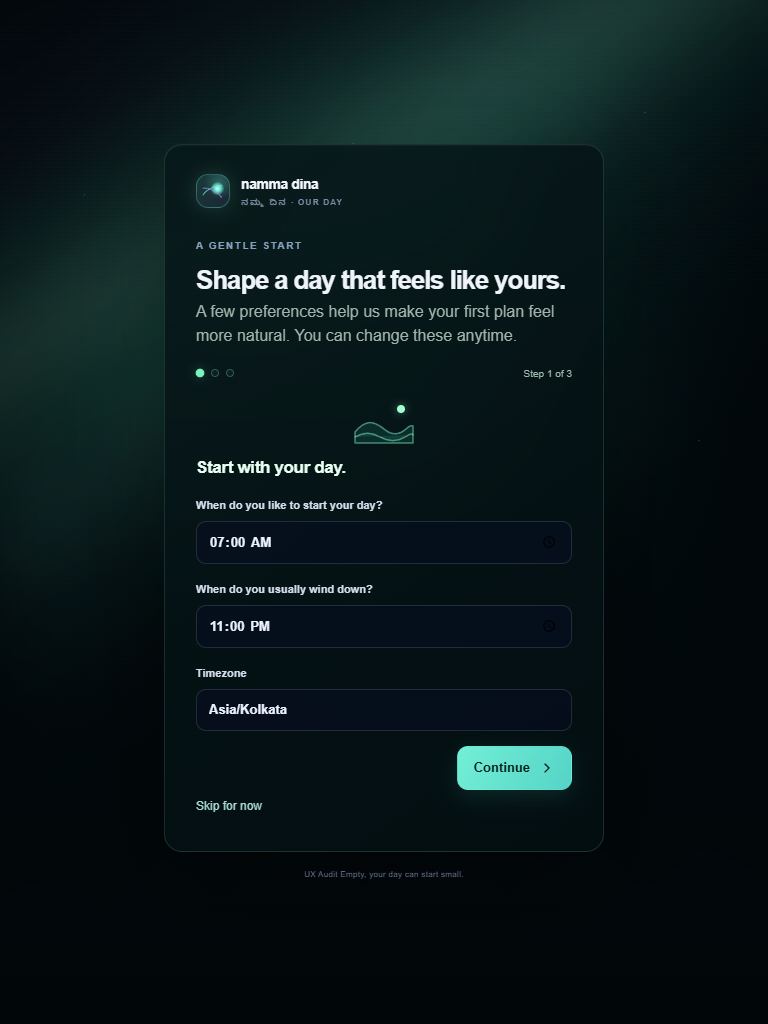 namma dina
ನಮ್ಮ ದಿನ · OUR DAY
A GENTLE START
Shape a day that feels like yours.
A few preferences help us make your first plan feel
more natural. You can change these anytime.
Step 1 of 3
Start with your day.
When do you like to start your day?
07:00 AM
When do you usually wind down?
11:00 PM
Timezone
Asia/Kolkata
Continue
Skip for now
UX Audit Empty, your day can start small.